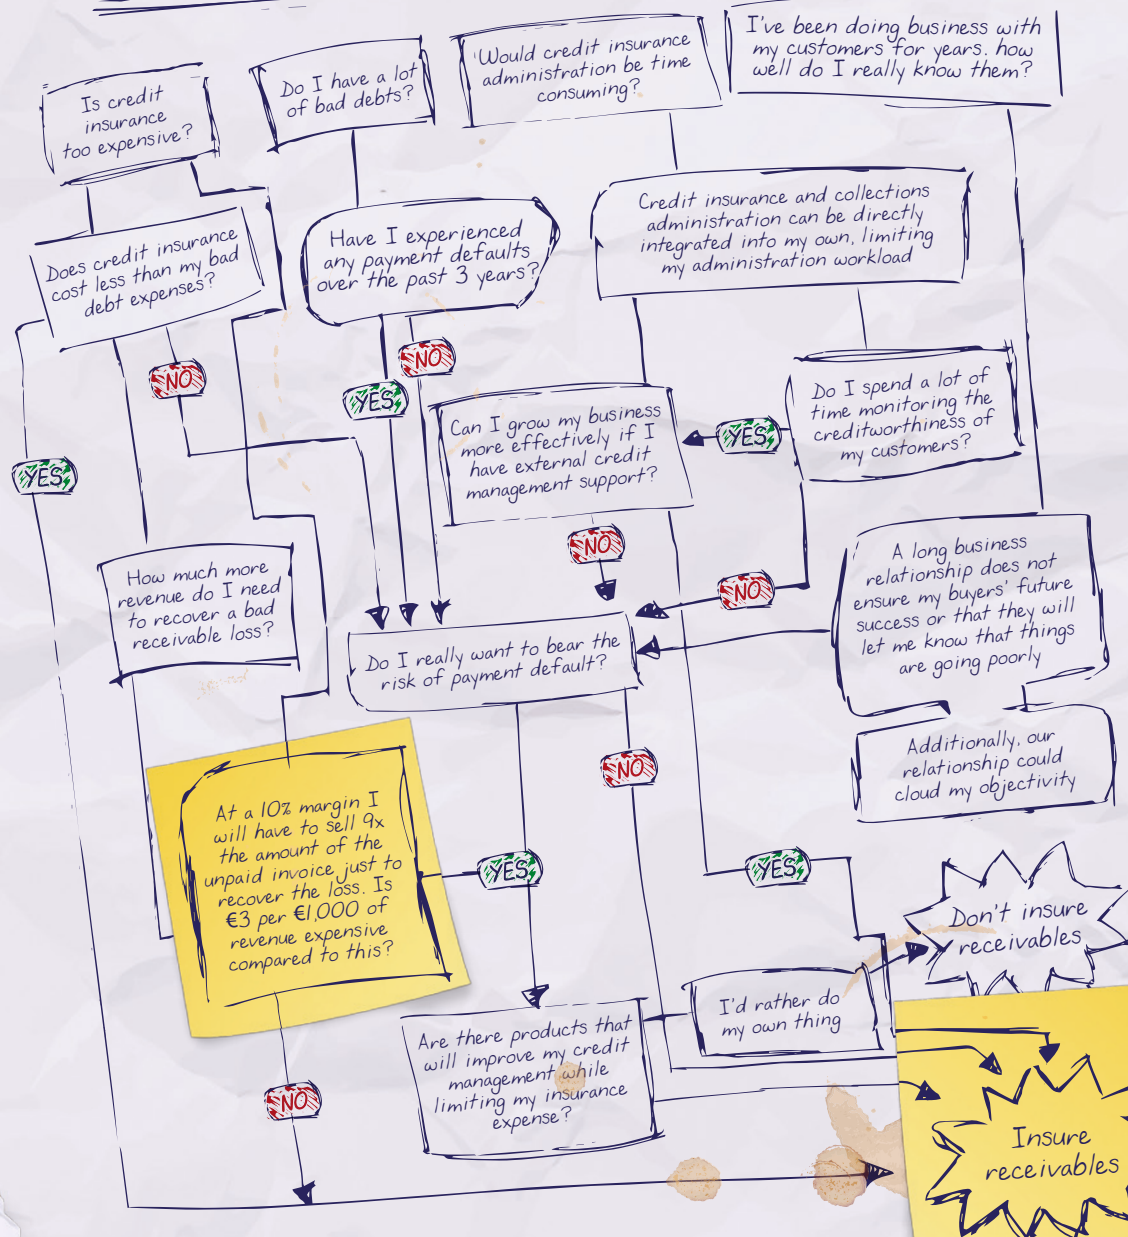 Is credit
insurance
too expensive?
Do I have a lot
of bad debts?
Would credit insurance
administration be time
consuming?
I've been doing business with
my customers for years. how
well do I really know them?
Does credit insurance
cost less than my bad
debt expenses?
Have I experienced
any payment defaults
over the past 3 years?
Credit insurance and collections
administration can be directly
integrated into my own, limiting
my administration workload
NO
NO
YES
Can I grow my business
more effectively if I
have external credit
management support?
YES
Do I spend a lot of
time monitoring the
creditworthiness of
my customers?
YES
NO
NO
How much more
revenue do I need
to recover a bad
receivable loss?
A long business
relationship does not
ensure my buyers' future
success or that they will
let me know that things
are going poorly
Do I really want to bear the
risk of payment default?
NO
Additionally, our
relationship could
cloud my objectivity
At a 10% margin I
will have to sell 9x
the amount of the
unpaid invoice just to
recover the loss. Is
€3 per €1,000 of
revenue expensive
compared to this?
YES
YES
Don't insure
receivables
I'd rather do
my own thing
Are there products that
will improve my credit
management while
limiting my insurance
expense?
NO
Insure
receivables